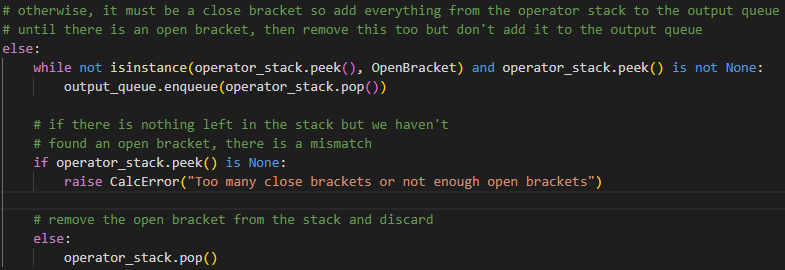 # otherwise, it must be a close bracket so add everything from the operator stack to the output queue
# until there is an open bracket, then remove this too but don't add it to the output queue
else:
    while not isinstance(operator_stack.peek(), OpenBracket) and operator_stack.peek() is not None:
        output_queue.enqueue(operator_stack.pop())

    # if there is nothing left in the stack but we haven't
    # found an open bracket, there is a mismatch
    if operator_stack.peek() is None:
        raise CalcError("Too many close brackets or not enough open brackets")

    # remove the open bracket from the stack and discard
    else:
        operator_stack.pop()